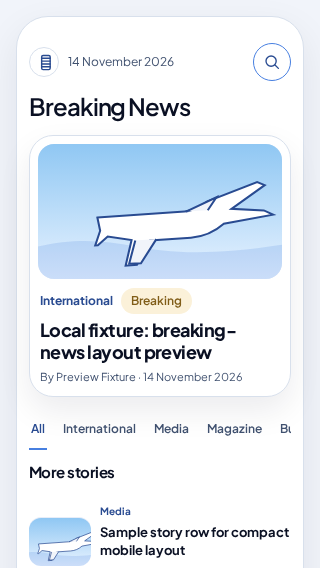 14 November 2026
Breaking News
International
Breaking
Local fixture: breaking-
news layout preview
By Preview Fixture · 14 November 2026
All International Media Magazine Bu
More stories
Media
Sample story row for compact
mobile layout